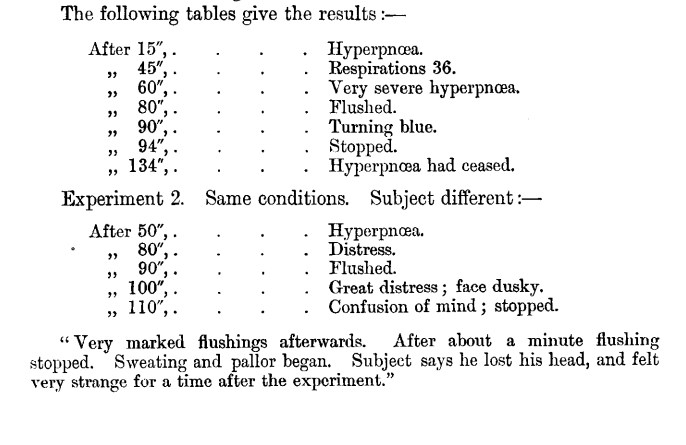 The following tables give the results :—
After 15″, . . . . Hyperpnœa.
„ 45″, . . . . Respirations 36.
„ 60″, . . . . Very severe hyperpnœa.
„ 80″, . . . . Flushed.
„ 90″, . . . . Turning blue.
„ 94″, . . . . Stopped.
„ 134″, . . . . Hyperpnœa had ceased.
Experiment 2. Same conditions. Subject different :—
After 50″, . . . . Hyperpnœa.
„ 80″, . . . . Distress.
„ 90″, . . . . Flushed.
„ 100″, . . . . Great distress ; face dusky.
„ 110″, . . . . Confusion of mind ; stopped.
“ Very marked flushings afterwards. After about a minute flushing
stopped. Sweating and pallor began. Subject says he lost his head, and felt
very strange for a time after the experiment.”